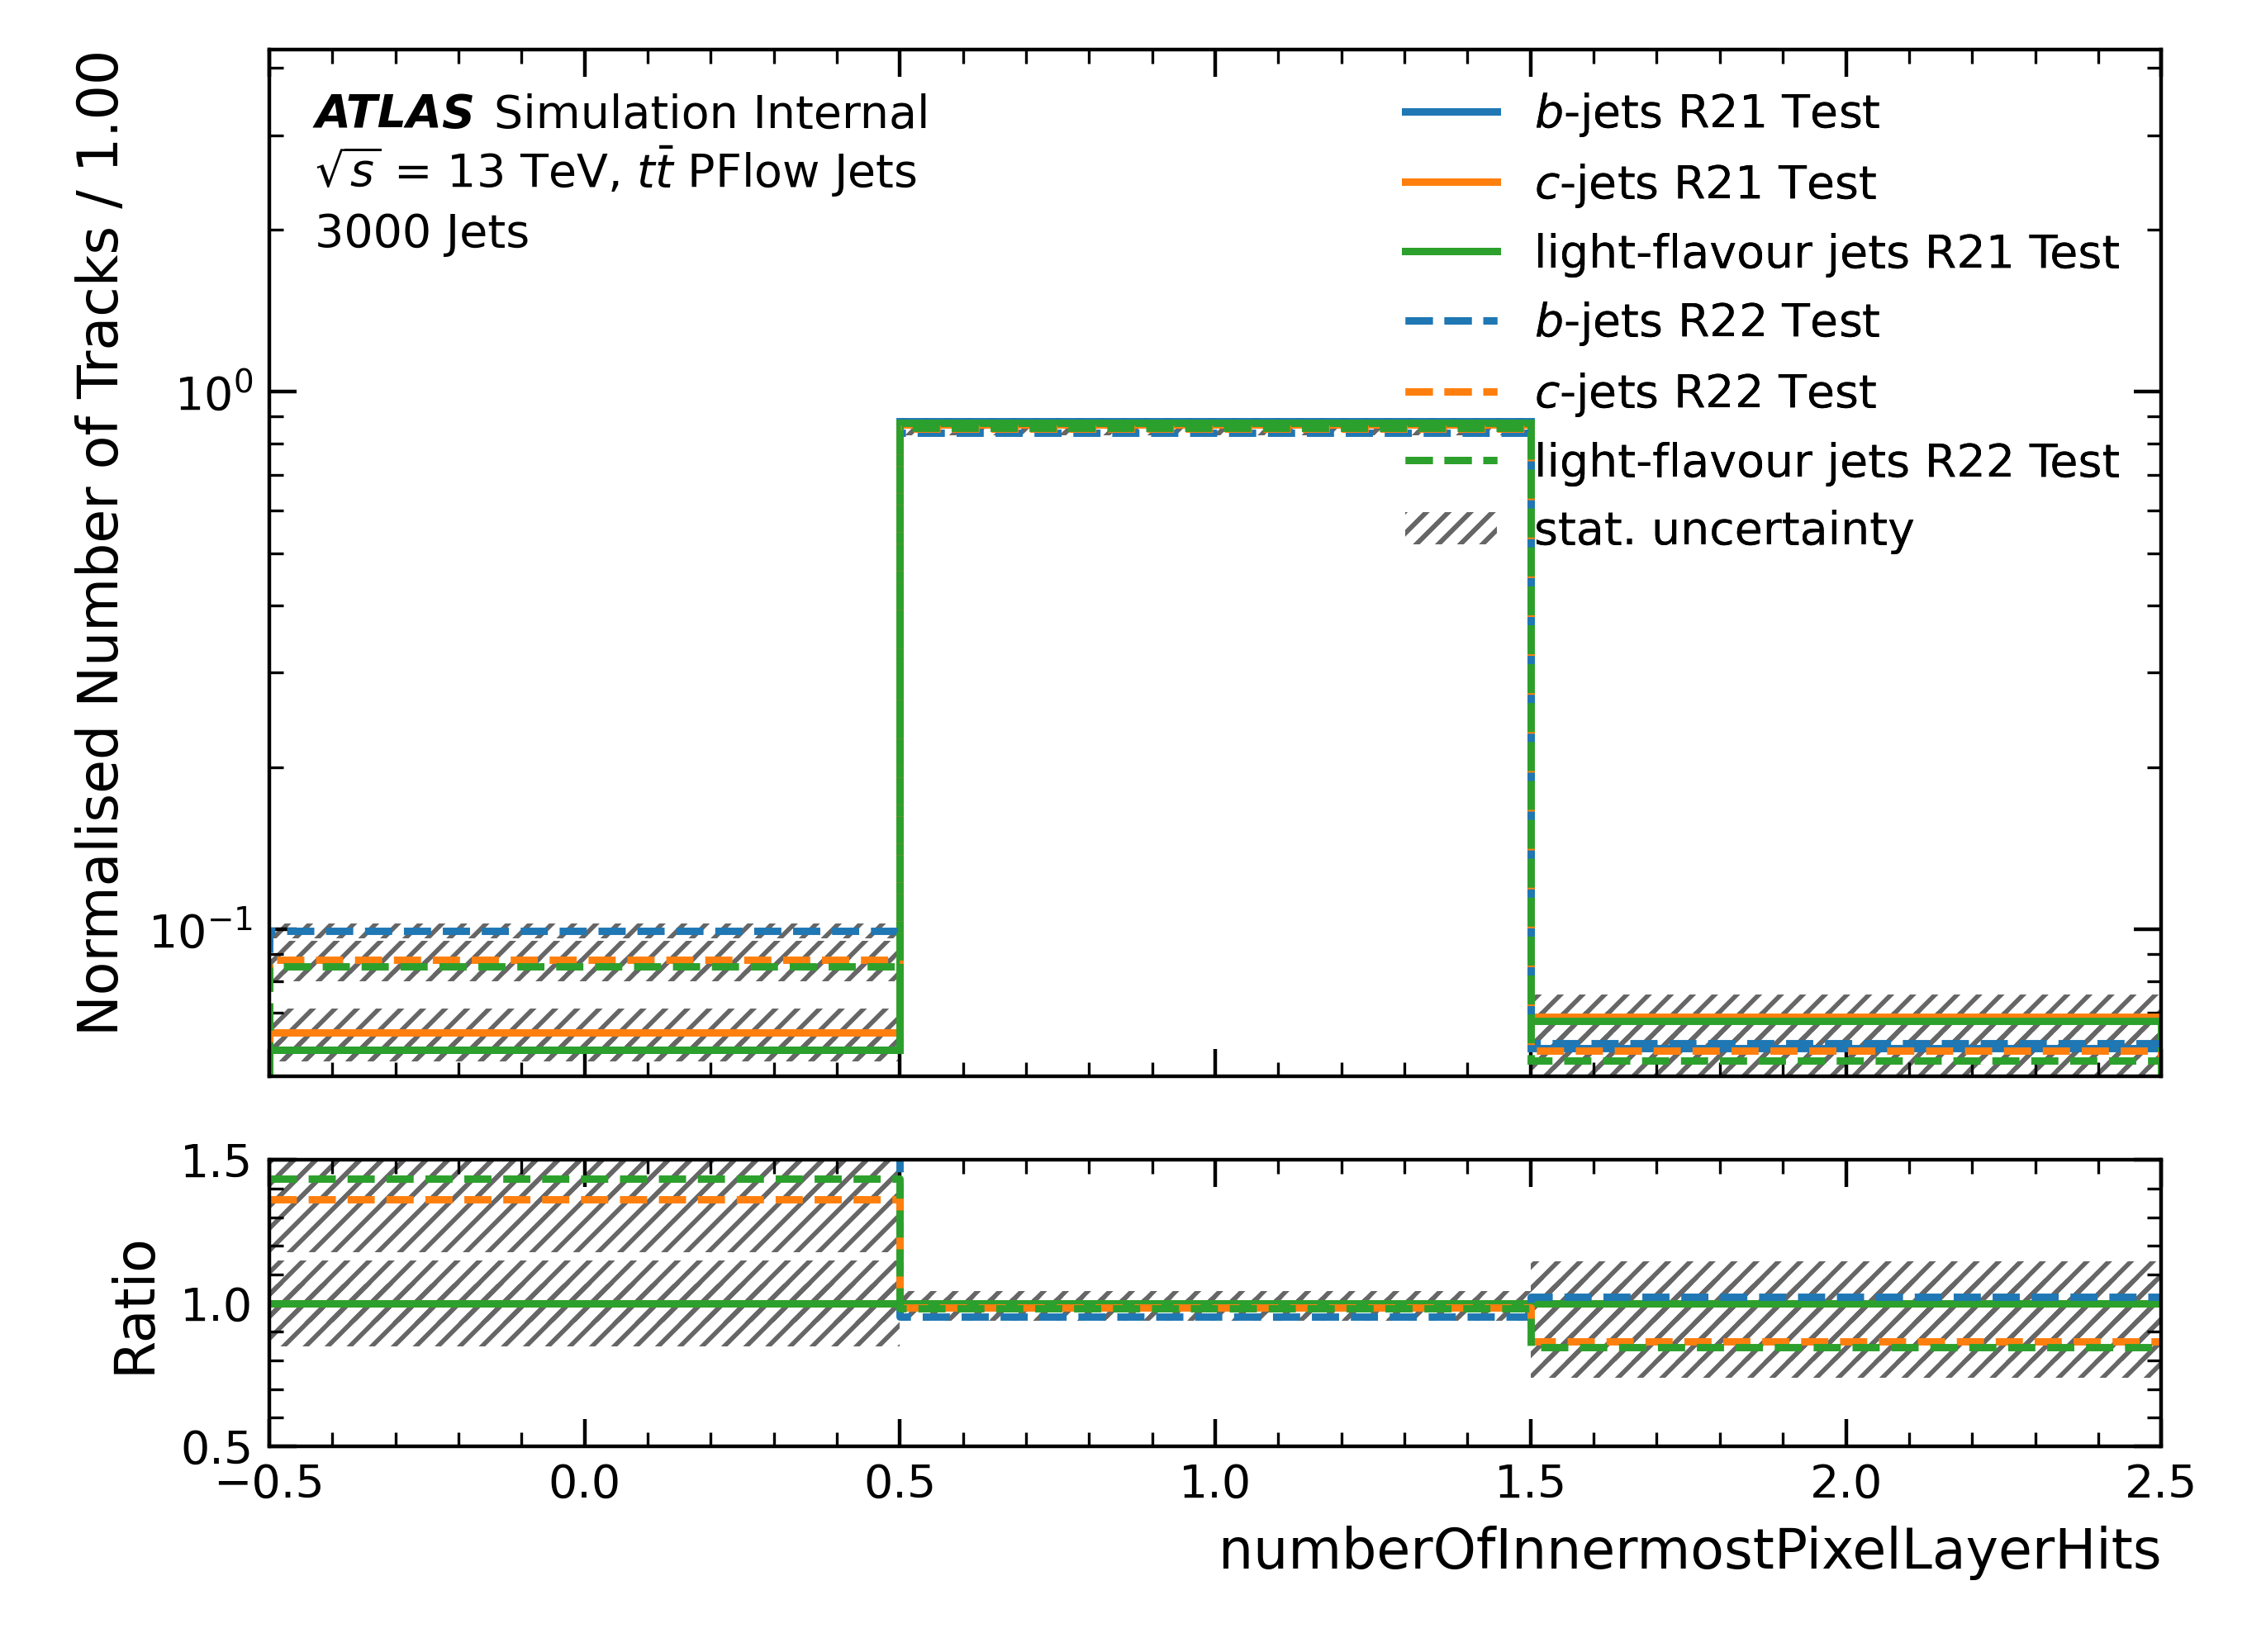 Normalised Number of Tracks / 1.00
ATLAS Simulation Internal
√s = 13 TeV, tt̄ PFlow Jets
3000 Jets
b-jets R21 Test
c-jets R21 Test
light-flavour jets R21 Test
b-jets R22 Test
c-jets R22 Test
light-flavour jets R22 Test
stat. uncertainty
10⁰
10⁻¹
Ratio
1.5
1.0
0.5
−0.5 0.0 0.5 1.0 1.5 2.0 2.5
numberOfInnermostPixelLayerHits